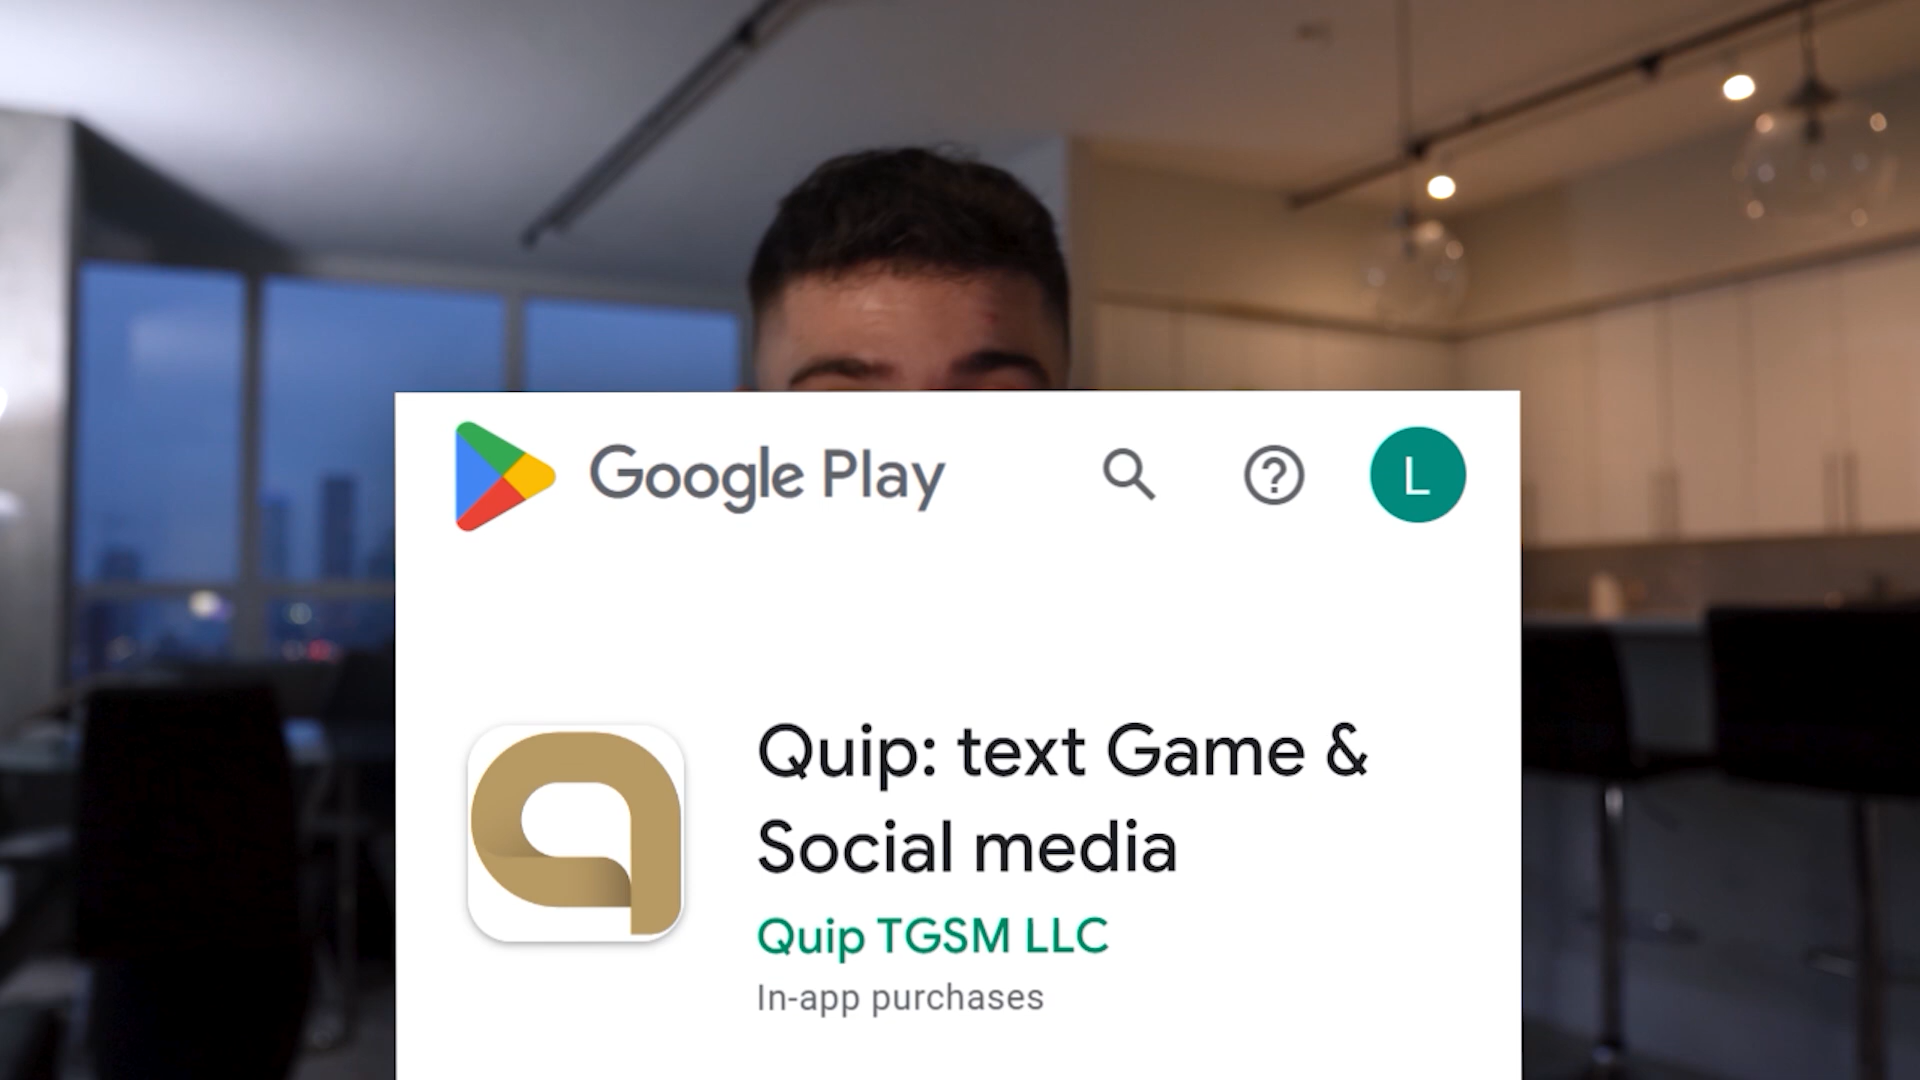 Google Play
L
Quip: text Game &
Social media
Quip TGSM LLC
In-app purchases